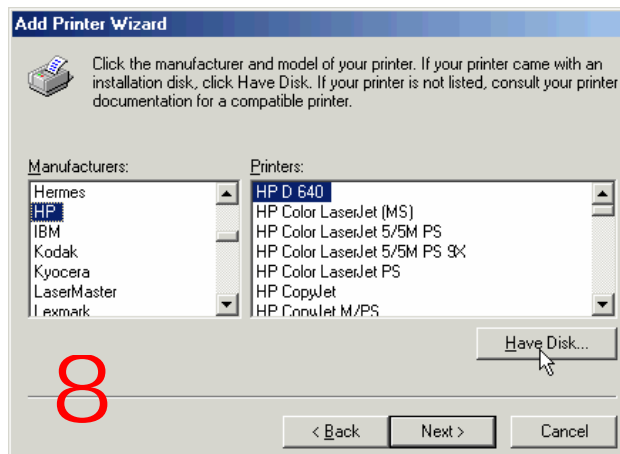 Add Printer Wizard
Click the manufacturer and model of your printer. If your printer came with an
installation disk, click Have Disk. If your printer is not listed, consult your printer
documentation for a compatible printer.
Manufacturers:
Hermes
HP
IBM
Kodak
Kyocera
LaserMaster
Lexmark
Printers:
HP D 640
HP Color LaserJet (MS)
HP Color LaserJet 5/5M PS
HP Color LaserJet 5/5M PS 9X
HP Color LaserJet PS
HP CopyJet
HP CopyJet M/PS
Have Disk...
8
< Back
Next >
Cancel